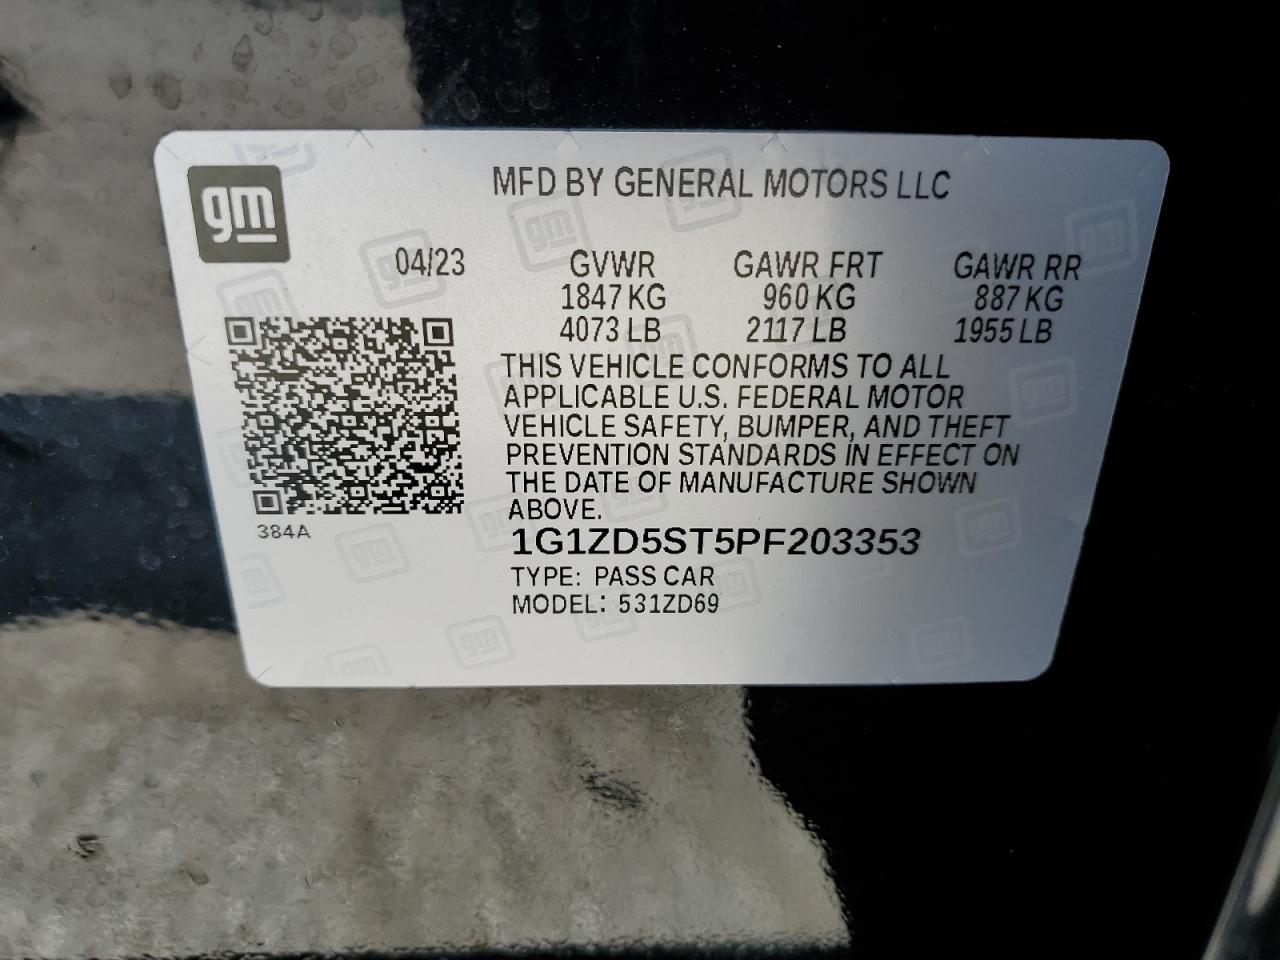 gm
MFD BY GENERAL MOTORS LLC
04/23 GVWR GAWR FRT GAWR RR
1847 KG 960 KG 887 KG
4073 LB 2117 LB 1955 LB
THIS VEHICLE CONFORMS TO ALL
APPLICABLE U.S. FEDERAL MOTOR
VEHICLE SAFETY, BUMPER, AND THEFT
PREVENTION STANDARDS IN EFFECT ON
THE DATE OF MANUFACTURE SHOWN
ABOVE.
384A
1G1ZD5ST5PF203353
TYPE: PASS CAR
MODEL: 531ZD69